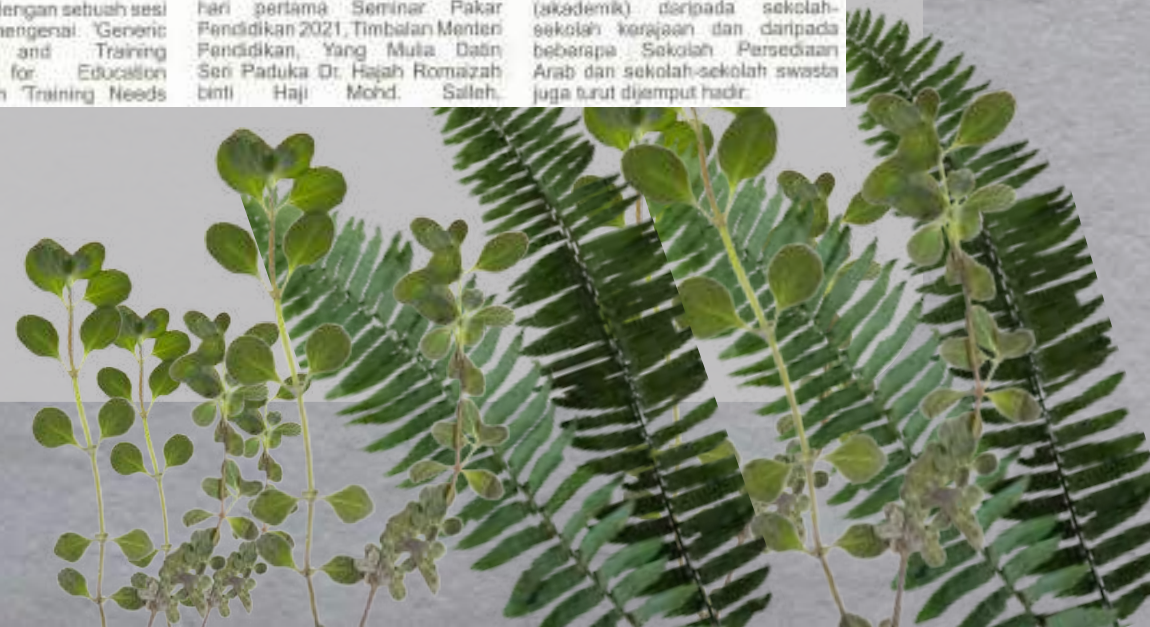 dengan sebuah sesi
mengenai 'Generic
and Training
for Education
'Training Needs
hari pertama Seminar Pakar
Pendidikan 2021, Timbalan Menteri
Pendidikan, Yang Mulia Datin
Seri Paduka Dr. Hajah Romaizah
binti Haji Mohd. Salleh,
(akademik) daripada sekolah-
sekolah kerajaan dan daripada
beberapa Sekolah Persediaan
Arab dan sekolah-sekolah swasta
juga turut dijemput hadir.